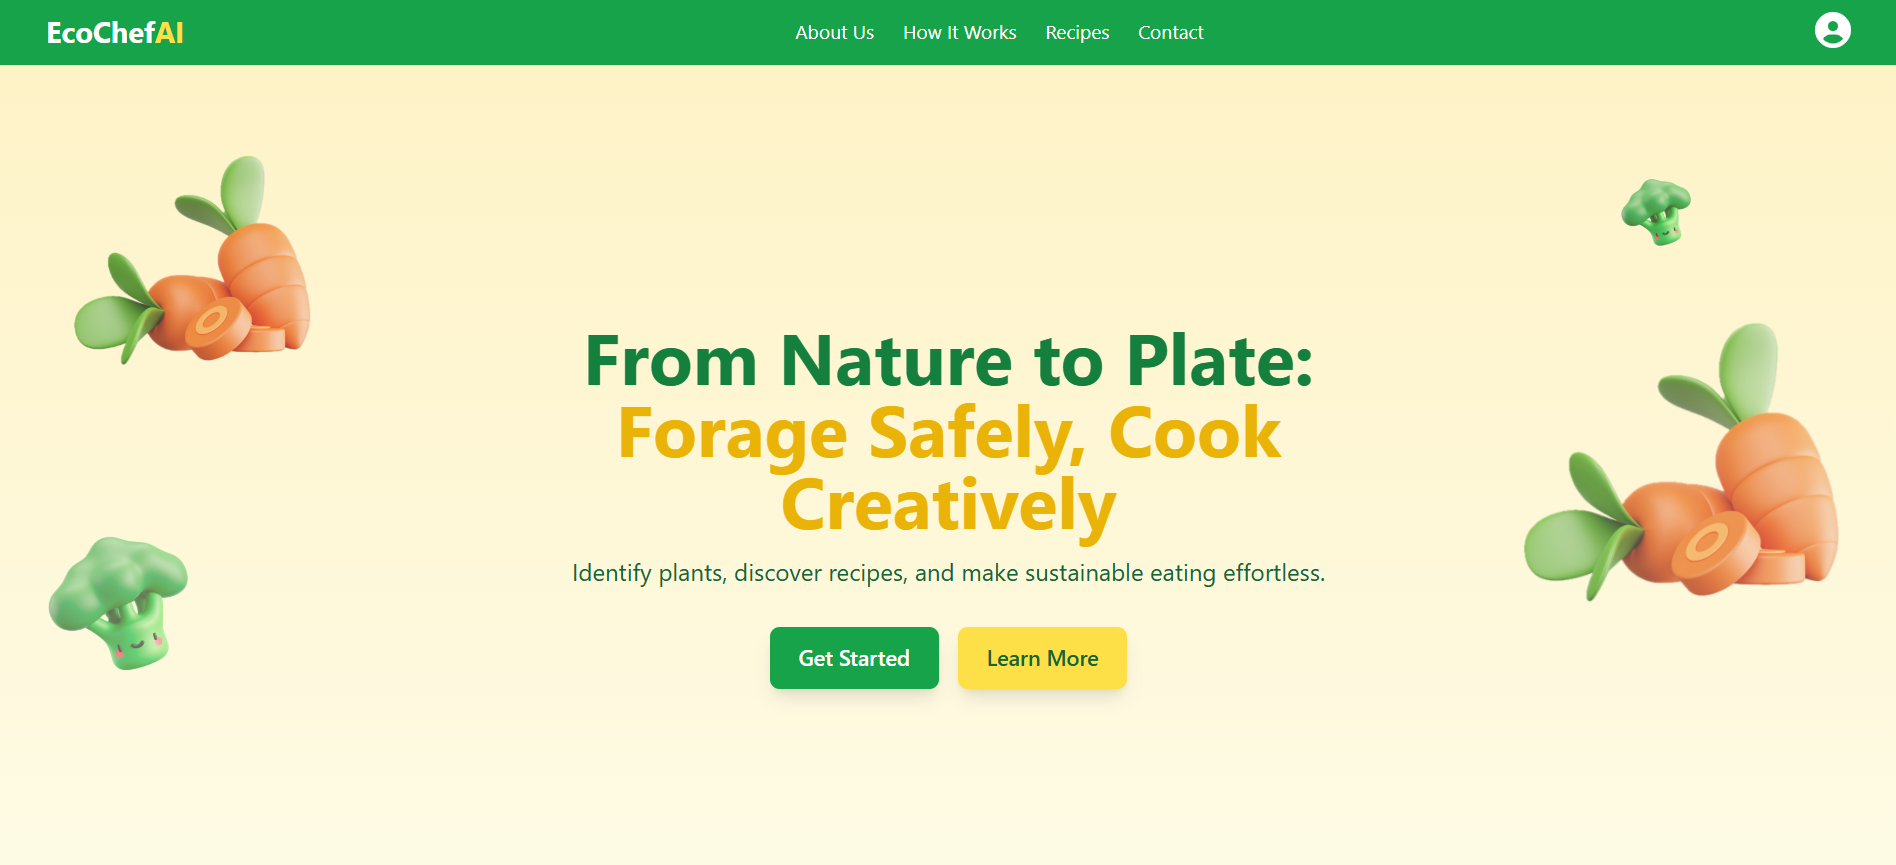 EcoChefAI
About Us
How It Works
Recipes
Contact
From Nature to Plate:
Forage Safely, Cook
Creatively
Identify plants, discover recipes, and make sustainable eating effortless.
Get Started
Learn More